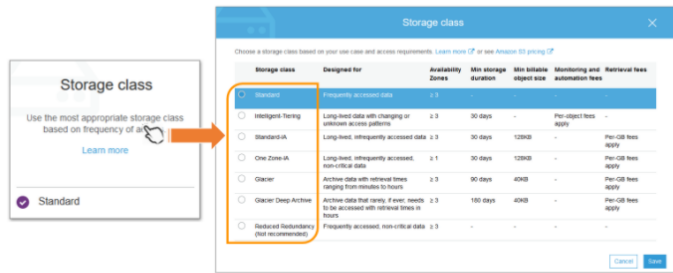 Storage class
Use the most appropriate storage class
based on frequency of
Learn more
Standard
Storage class
Choose a storage class based on your use case and access requirements. Learn more or see Amazon S3 pricing
Storage class Designed for Availability Zones Min storage duration Min billable object size Monitoring and automation fees Retrieval fees
Standard Frequently accessed data ≥ 3 - - - -
Intelligent-Tiering Long-lived data with changing or unknown access patterns ≥ 3 30 days - Per-object fees apply -
Standard-IA Long-lived, infrequently accessed data ≥ 3 30 days 128KB - Per-GB fees apply
One Zone-IA Long-lived, infrequently accessed, non-critical data ≥ 1 30 days 128KB - Per-GB fees apply
Glacier Archive data with retrieval times ranging from minutes to hours ≥ 3 90 days 40KB - Per-GB fees apply
Glacier Deep Archive Archive data that rarely, if ever, needs to be accessed with retrieval times in hours ≥ 3 180 days 40KB - Per-GB fees apply
Reduced Redundancy (Not recommended) Frequently accessed, non-critical data ≥ 3 - - - -
Cancel Save